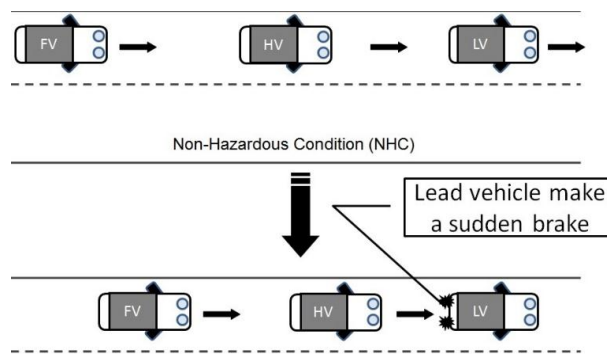 FV
HV
LV
Non-Hazardous Condition (NHC)
Lead vehicle make
a sudden brake
FV
HV
LV